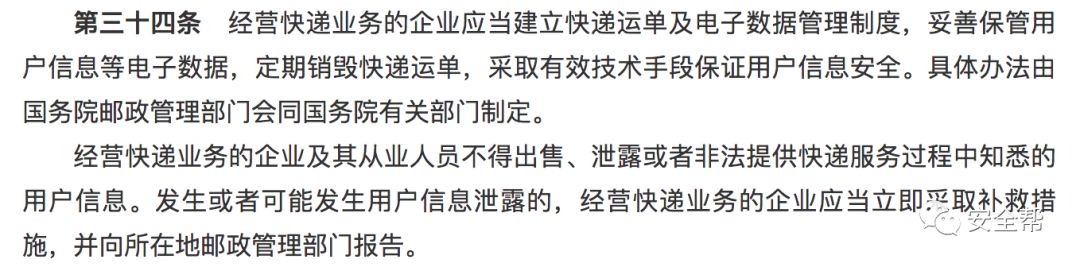 第三十四条 经营快递业务的企业应当建立快递运单及电子数据管理制度，妥善保管用
户信息等电子数据，定期销毁快递运单，采取有效技术手段保证用户信息安全。具体办法由
国务院邮政管理部门会同国务院有关部门制定。
经营快递业务的企业及其从业人员不得出售、泄露或者非法提供快递服务过程中知悉的
用户信息。发生或者可能发生用户信息泄露的，经营快递业务的企业应当立即采取补救措
施，并向所在地邮政管理部门报告。
安全帮